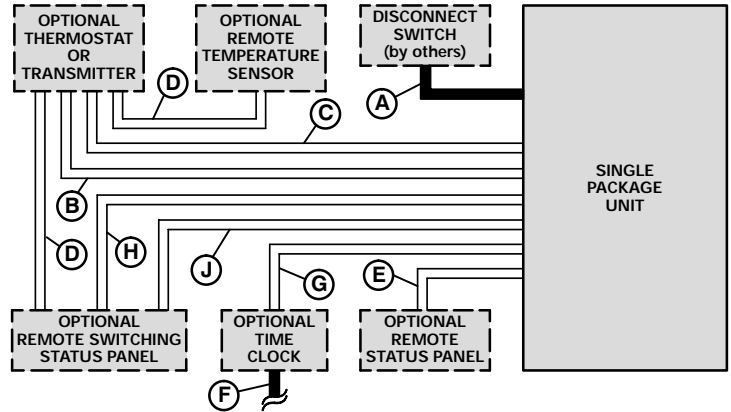 OPTIONAL
THERMOSTAT
OR
TRANSMITTER
OPTIONAL
REMOTE
TEMPERATURE
SENSOR
DISCONNECT
SWITCH
(by others)
D
A
C
SINGLE
PACKAGE
UNIT
B
D
H
J
G
E
OPTIONAL
REMOTE SWITCHING
STATUS PANEL
OPTIONAL
TIME
CLOCK
OPTIONAL
REMOTE
STATUS PANEL
F